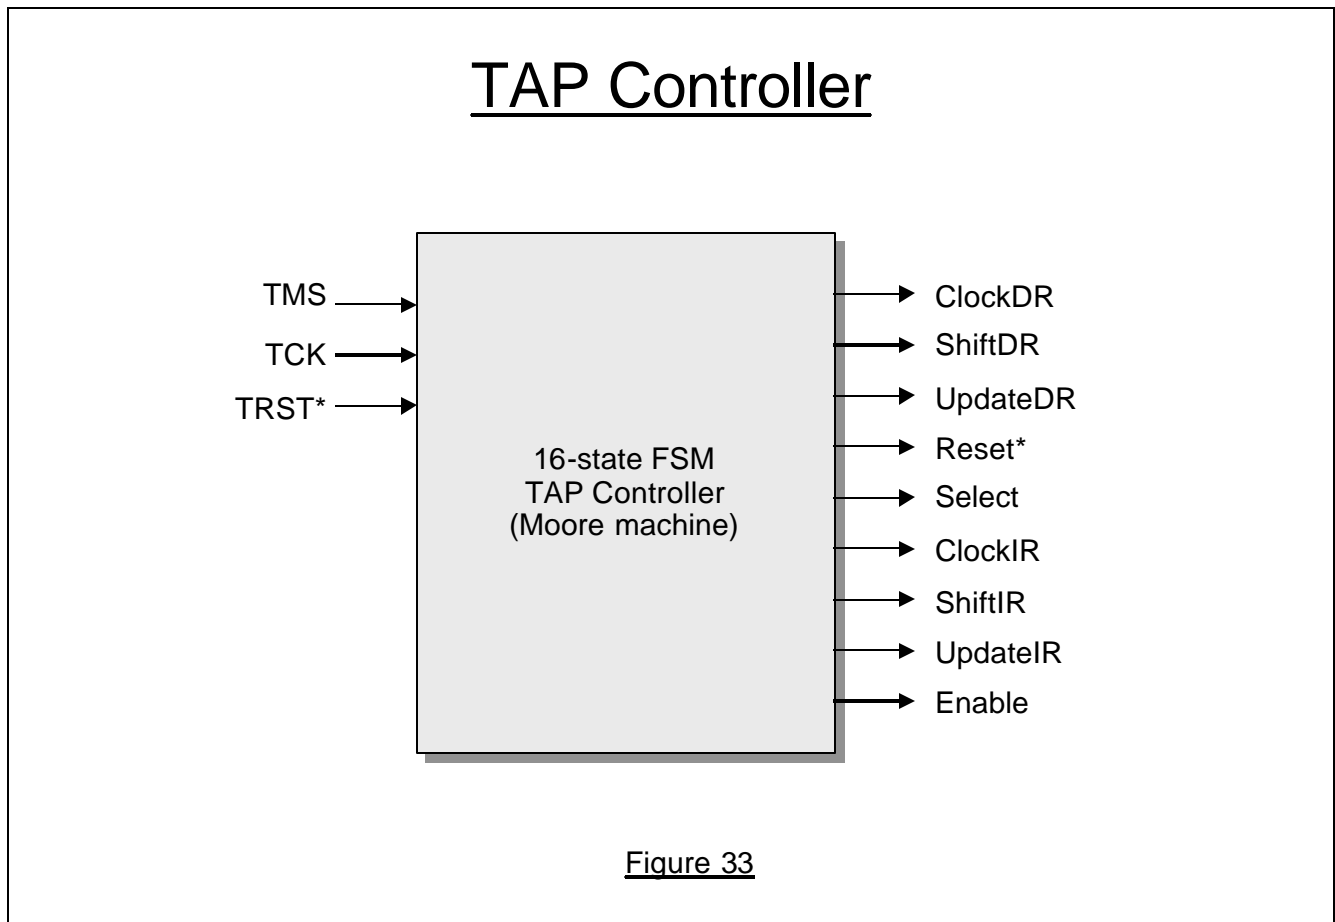 TAP Controller
TMS
TCK
TRST*
16-state FSM
TAP Controller
(Moore machine)
ClockDR
ShiftDR
UpdateDR
Reset*
Select
ClockIR
ShiftIR
UpdateIR
Enable
Figure 33